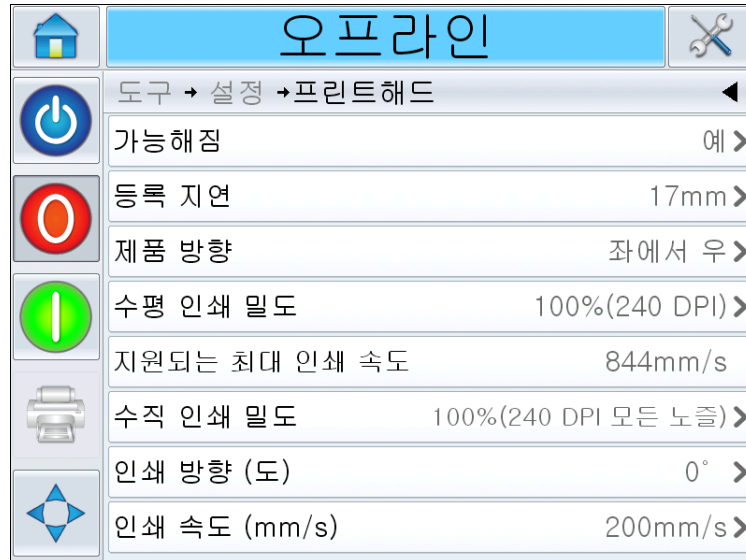 오프라인
도구 → 설정 →프린트해드
가능해짐 예
등록 지연 17mm
제품 방향 좌에서 우
수평 인쇄 밀도 100%(240 DPI)
지원되는 최대 인쇄 속도 844mm/s
수직 인쇄 밀도 100%(240 DPI 모든 노즐)
인쇄 방향 (도) 0°
인쇄 속도 (mm/s) 200mm/s